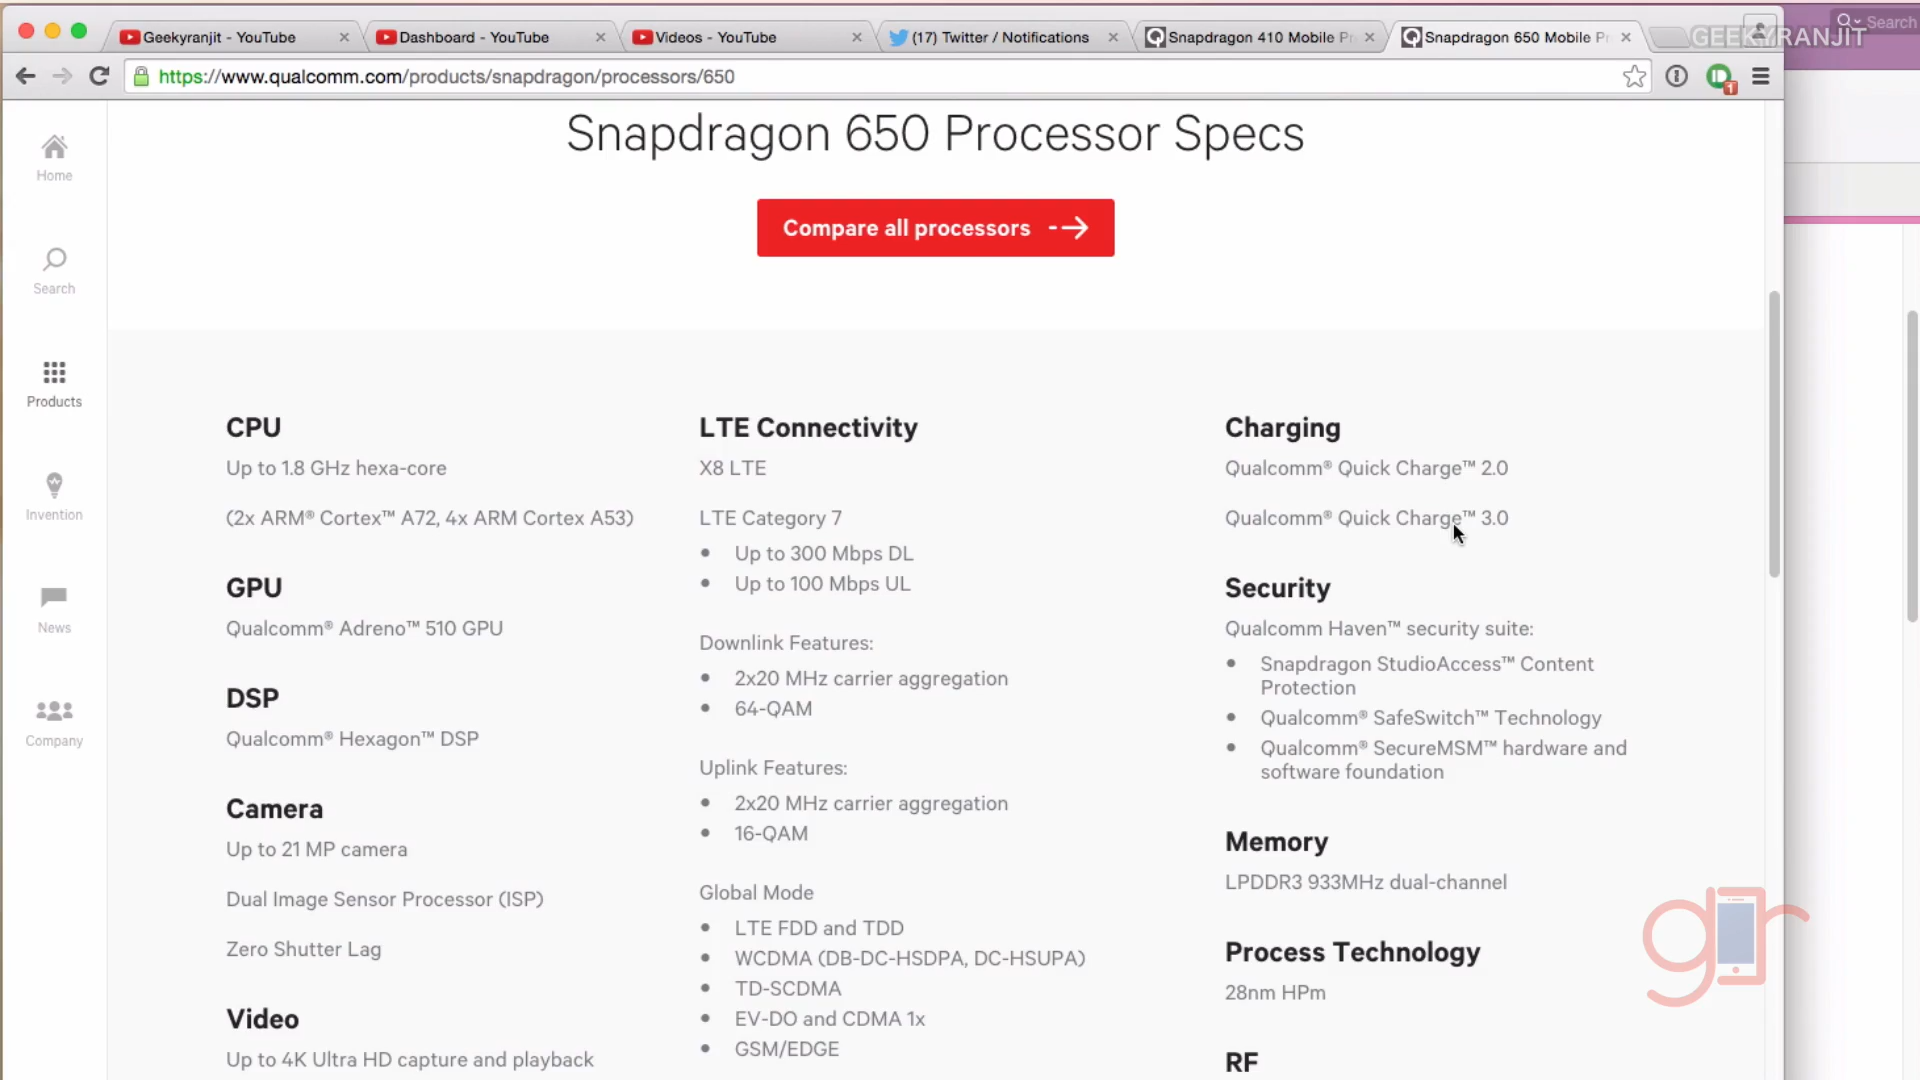 Geekyranjit - YouTube
Dashboard - YouTube
Videos - YouTube
(17) Twitter / Notifications
Snapdragon 410 Mobile P
Snapdragon 650 Mobile P
GEEKYRANJIT
Search
https://www.qualcomm.com/products/snapdragon/processors/650
1
Home
Search
Products
Invention
News
Company
Snapdragon 650 Processor Specs
Compare all processors
CPU
Up to 1.8 GHz hexa-core
(2x ARM® Cortex™ A72, 4x ARM Cortex A53)
GPU
Qualcomm® Adreno™ 510 GPU
DSP
Qualcomm® Hexagon™ DSP
Camera
Up to 21 MP camera
Dual Image Sensor Processor (ISP)
Zero Shutter Lag
Video
Up to 4K Ultra HD capture and playback
LTE Connectivity
X8 LTE
LTE Category 7
• Up to 300 Mbps DL
• Up to 100 Mbps UL
Downlink Features:
• 2x20 MHz carrier aggregation
• 64-QAM
Uplink Features:
• 2x20 MHz carrier aggregation
• 16-QAM
Global Mode
• LTE FDD and TDD
• WCDMA (DB-DC-HSDPA, DC-HSUPA)
• TD-SCDMA
• EV-DO and CDMA 1x
• GSM/EDGE
Charging
Qualcomm® Quick Charge™ 2.0
Qualcomm® Quick Charge™ 3.0
Security
Qualcomm Haven™ security suite:
• Snapdragon StudioAccess™ Content
Protection
• Qualcomm® SafeSwitch™ Technology
• Qualcomm® SecureMSM™ hardware and
software foundation
Memory
LPDDR3 933MHz dual-channel
Process Technology
28nm HPm
RF
gr